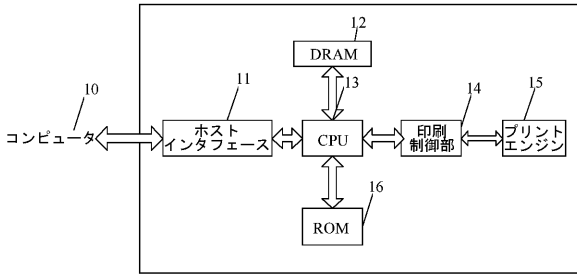 12
DRAM
10
11
13
14
15
コンピュータ
ホスト
インタフェース
CPU
印刷
制御部
プリント
エンジン
16
ROM